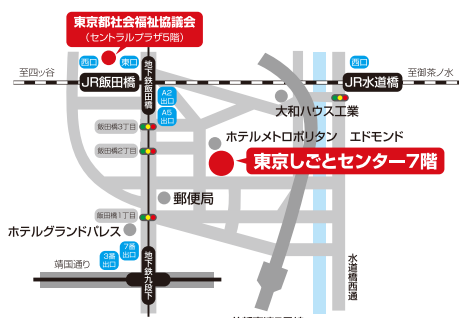 東京都社会福祉協議会
（セントラルプラザ5階）
西口
東口
西口
至四ッ谷
至御茶ノ水
JR飯田橋
地下鉄飯田橋
JR水道橋
A2
出口
A5
出口
大和ハウス工業
飯田橋3丁目
ホテルメトロポリタン　エドモンド
飯田橋2丁目
東京しごとセンター7階
郵便局
飯田橋1丁目
ホテルグランドパレス
7番
出口
3番
出口
靖国通り
地下鉄九段下
水道橋西通